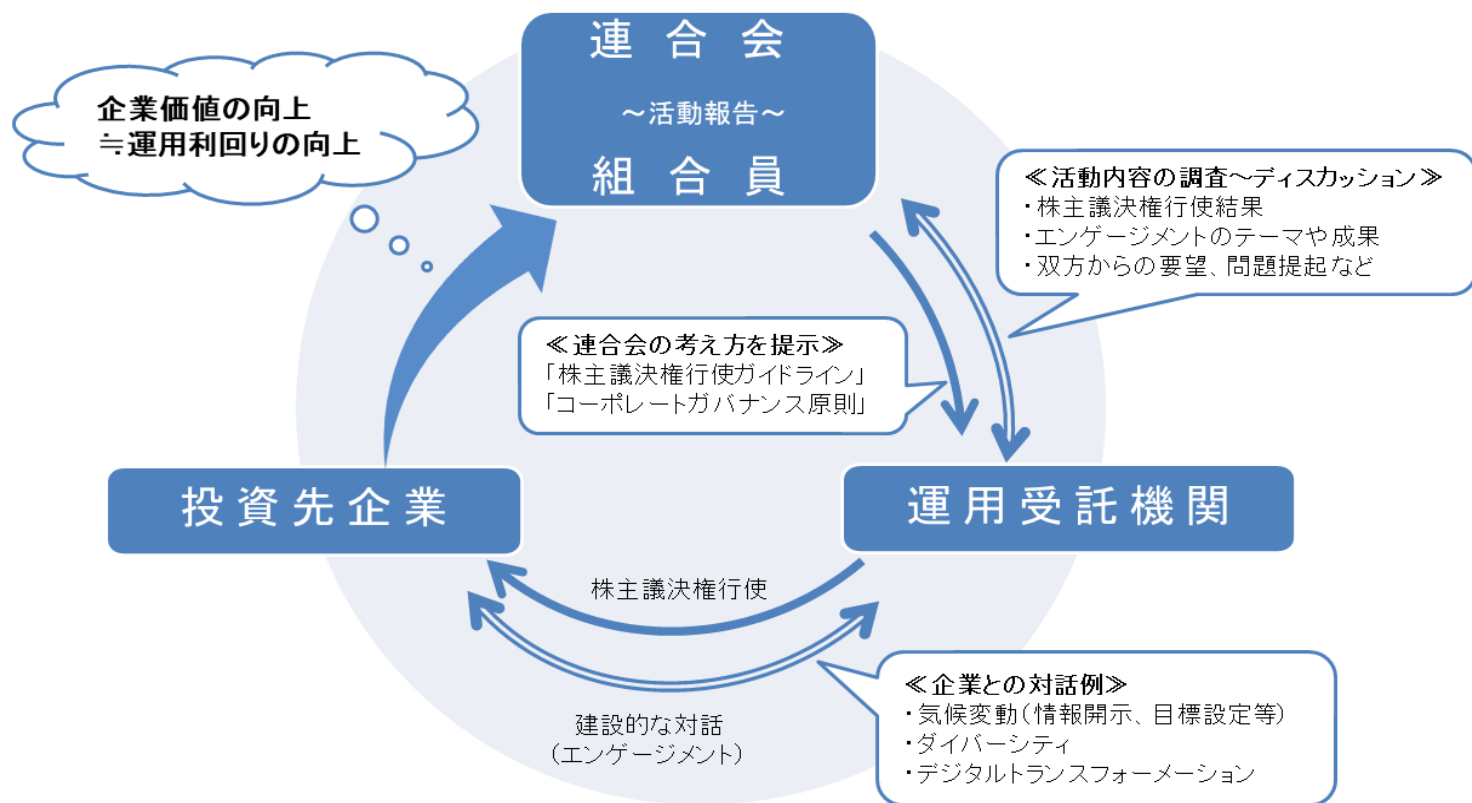 連合会
~活動報告~
組合員
企業価値の向上
≒運用利回りの向上
≪活動内容の調査~ディスカッション≫
・株主議決権行使結果
・エンゲージメントのテーマや成果
・双方からの要望、問題提起など
≪連合会の考え方を提示≫
「株主議決権行使ガイドライン」
「コーポレートガバナンス原則」
投資先企業
運用受託機関
株主議決権行使
建設的な対話
(エンゲージメント)
≪企業との対話例≫
・気候変動(情報開示、目標設定等)
・ダイバーシティ
・デジタルトランスフォーメーション